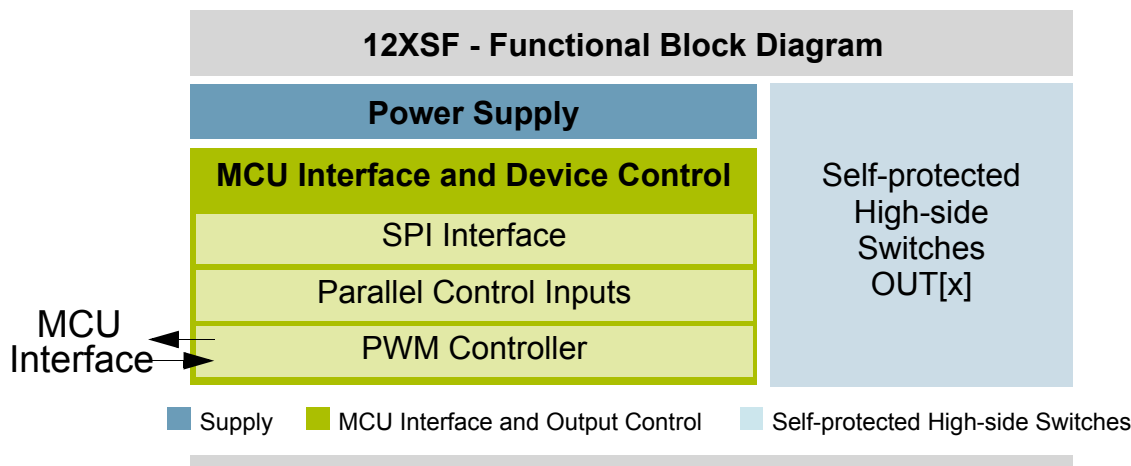 12XSF - Functional Block Diagram
Power Supply
MCU Interface and Device Control
SPI Interface
Parallel Control Inputs
PWM Controller
Self-protected
High-side
Switches
OUT[x]
MCU
Interface
Supply
MCU Interface and Output Control
Self-protected High-side Switches